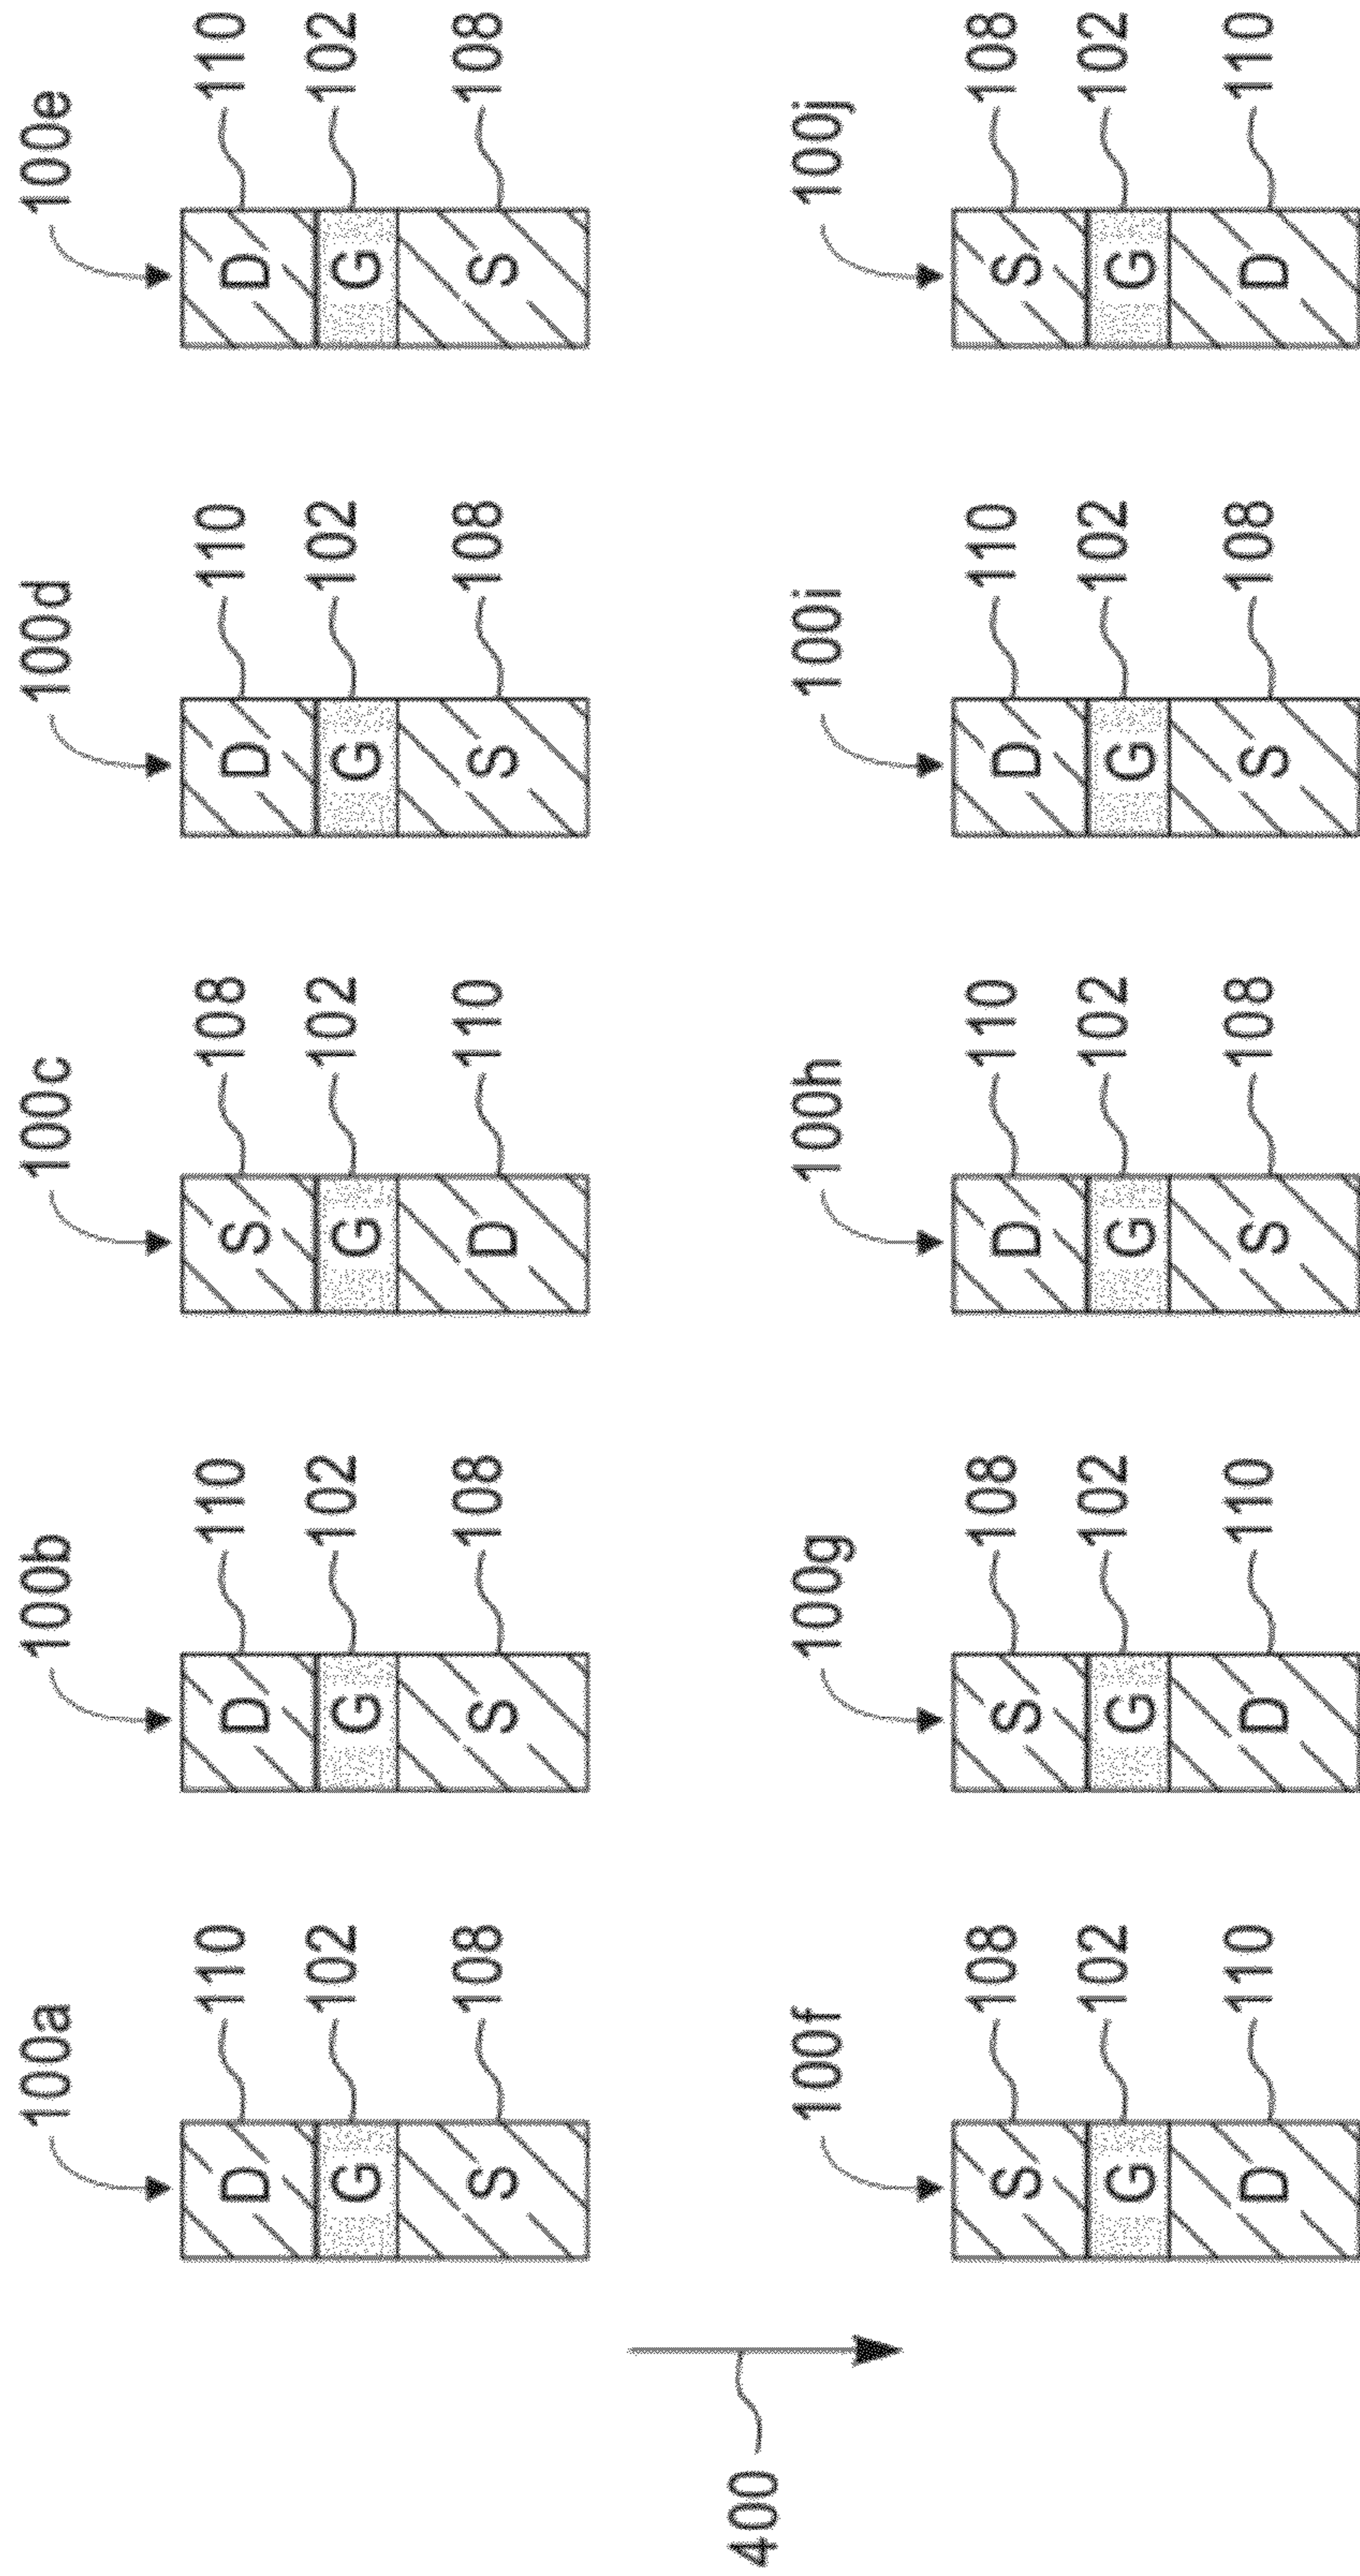 100a 100b 100c 100d 100e
D 110 D 110 S 108 D 110 D 110
G 102 G 102 G 102 G 102 G 102
S 108 S 108 D 110 S 108 S 108
400
100f 100g 100h 100i 100j
S 108 S 108 D 110 D 110 S 108
G 102 G 102 G 102 G 102 G 102
D 110 D 110 S 108 S 108 D 110